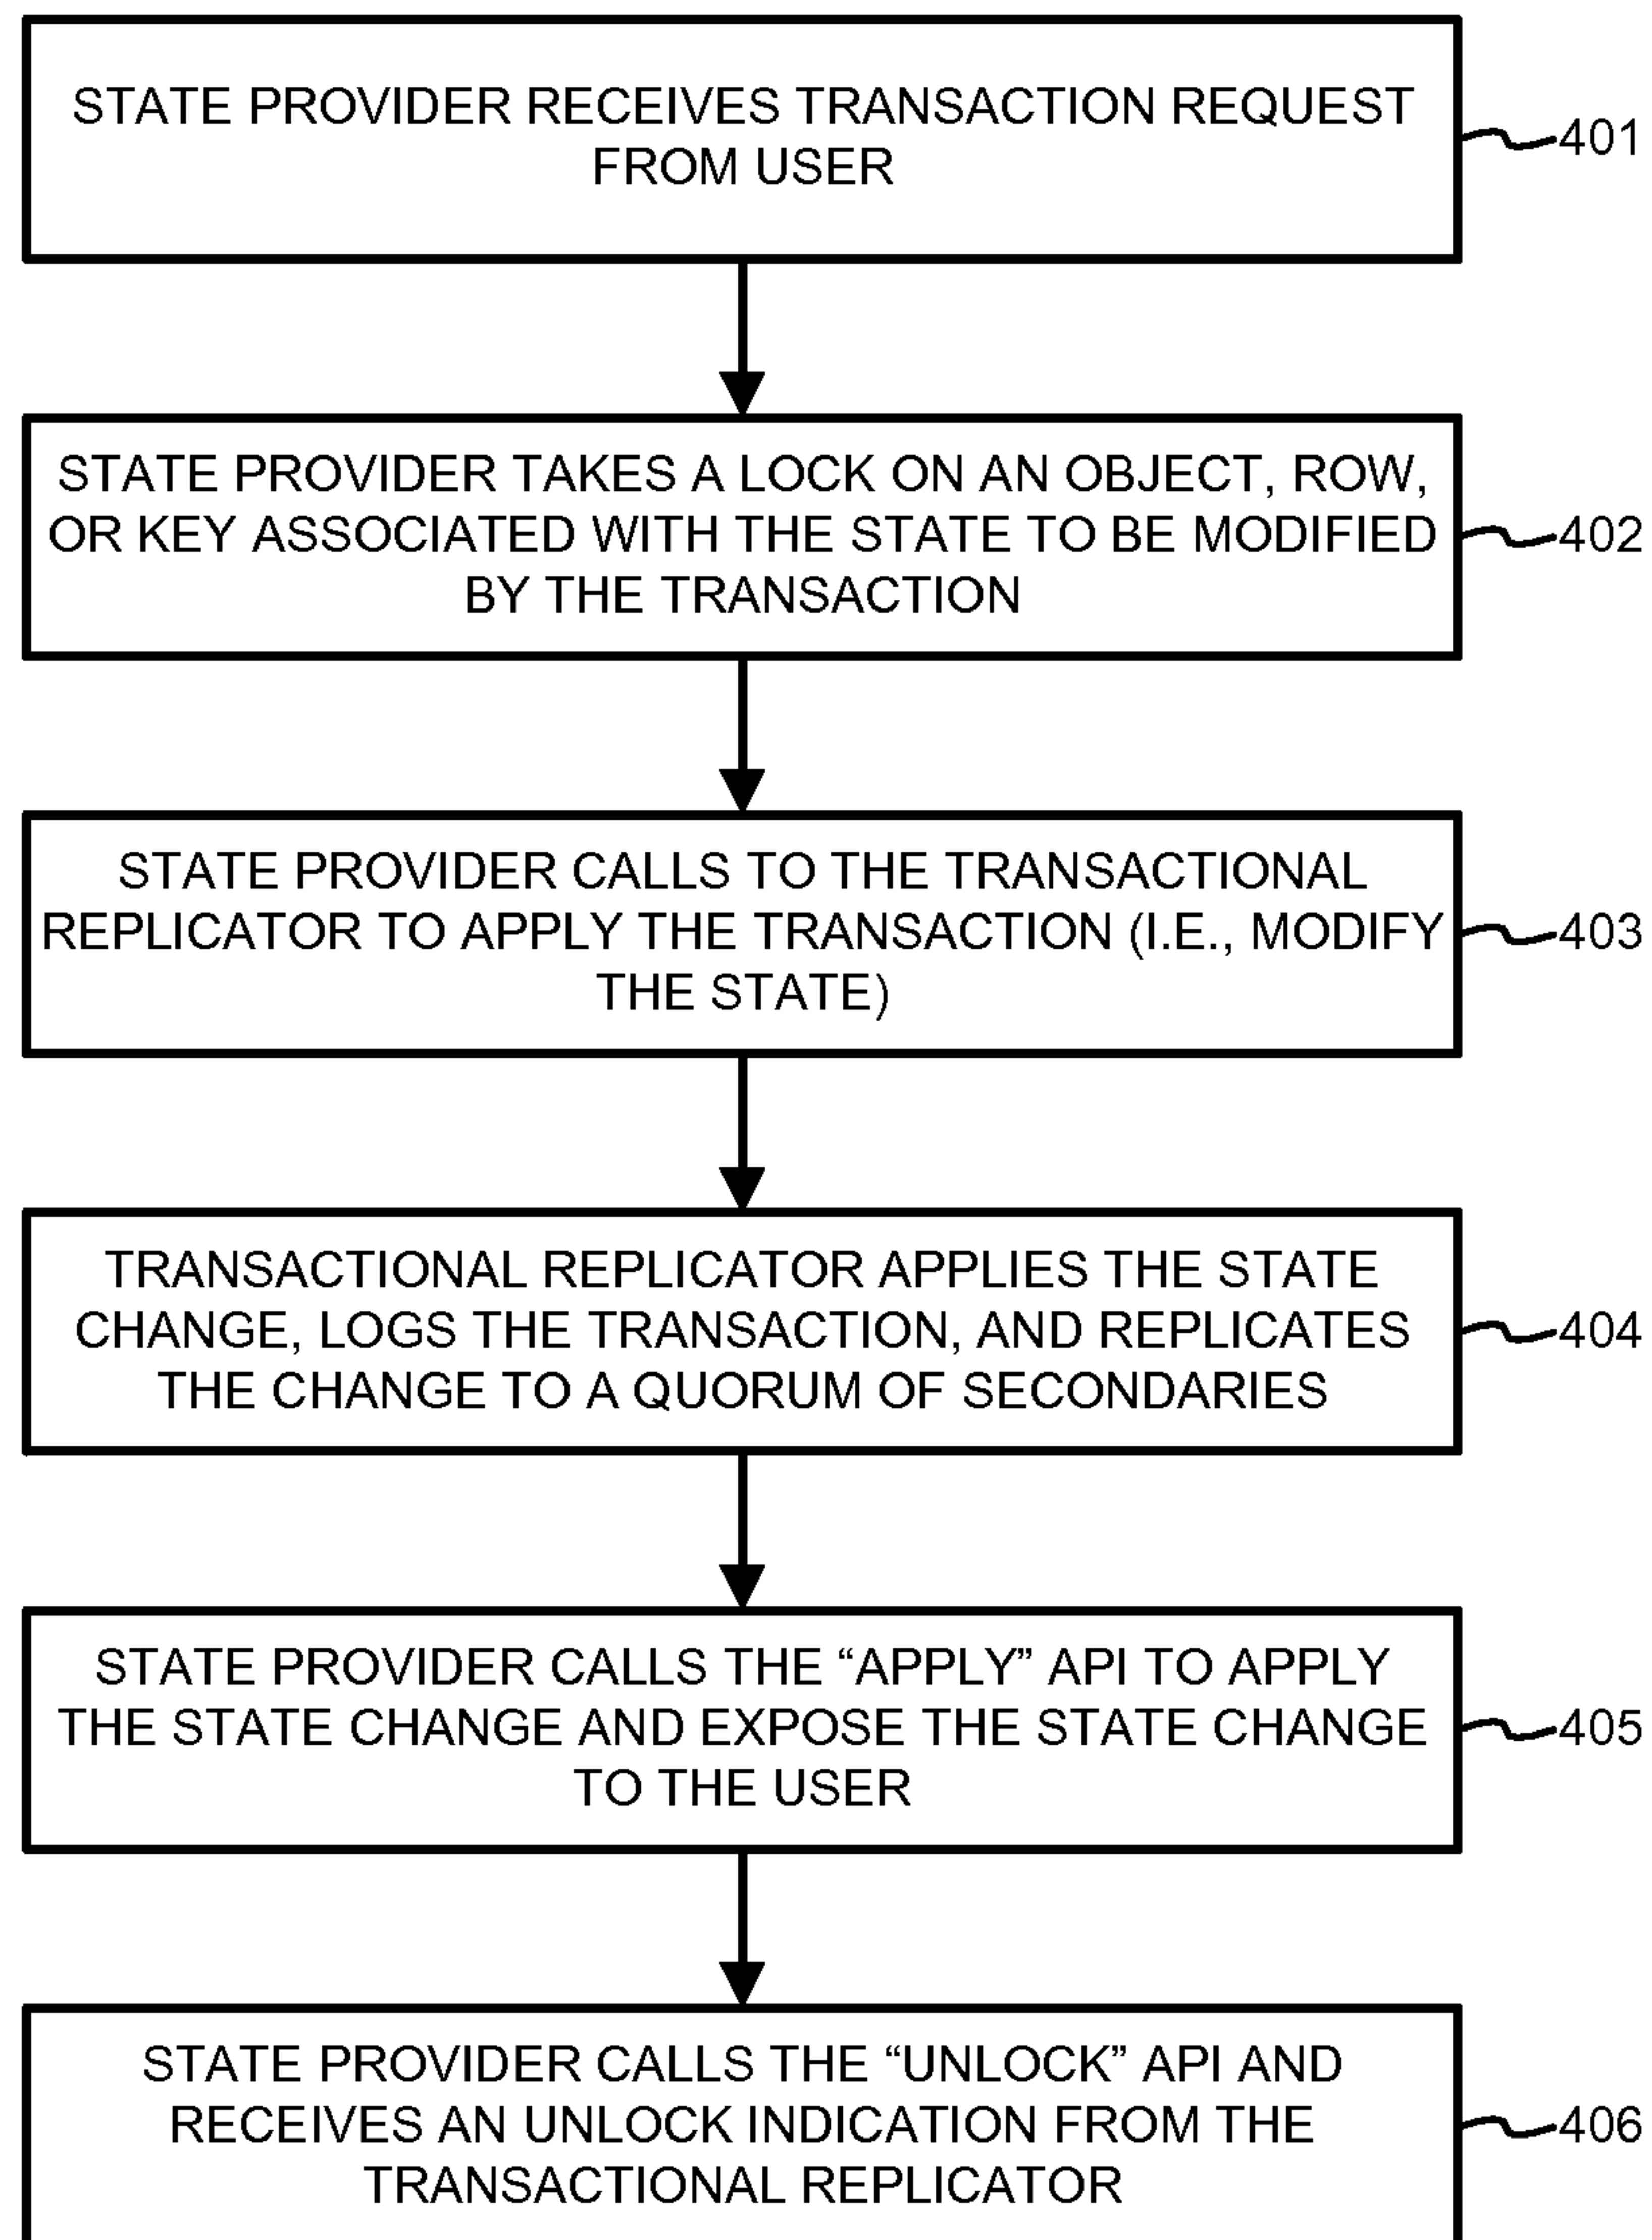 STATE PROVIDER RECEIVES TRANSACTION REQUEST
FROM USER
401
STATE PROVIDER TAKES A LOCK ON AN OBJECT, ROW,
OR KEY ASSOCIATED WITH THE STATE TO BE MODIFIED
BY THE TRANSACTION
402
STATE PROVIDER CALLS TO THE TRANSACTIONAL
REPLICATOR TO APPLY THE TRANSACTION (I.E., MODIFY
THE STATE)
403
TRANSACTIONAL REPLICATOR APPLIES THE STATE
CHANGE, LOGS THE TRANSACTION, AND REPLICATES
THE CHANGE TO A QUORUM OF SECONDARIES
404
STATE PROVIDER CALLS THE “APPLY” API TO APPLY
THE STATE CHANGE AND EXPOSE THE STATE CHANGE
TO THE USER
405
STATE PROVIDER CALLS THE “UNLOCK” API AND
RECEIVES AN UNLOCK INDICATION FROM THE
TRANSACTIONAL REPLICATOR
406